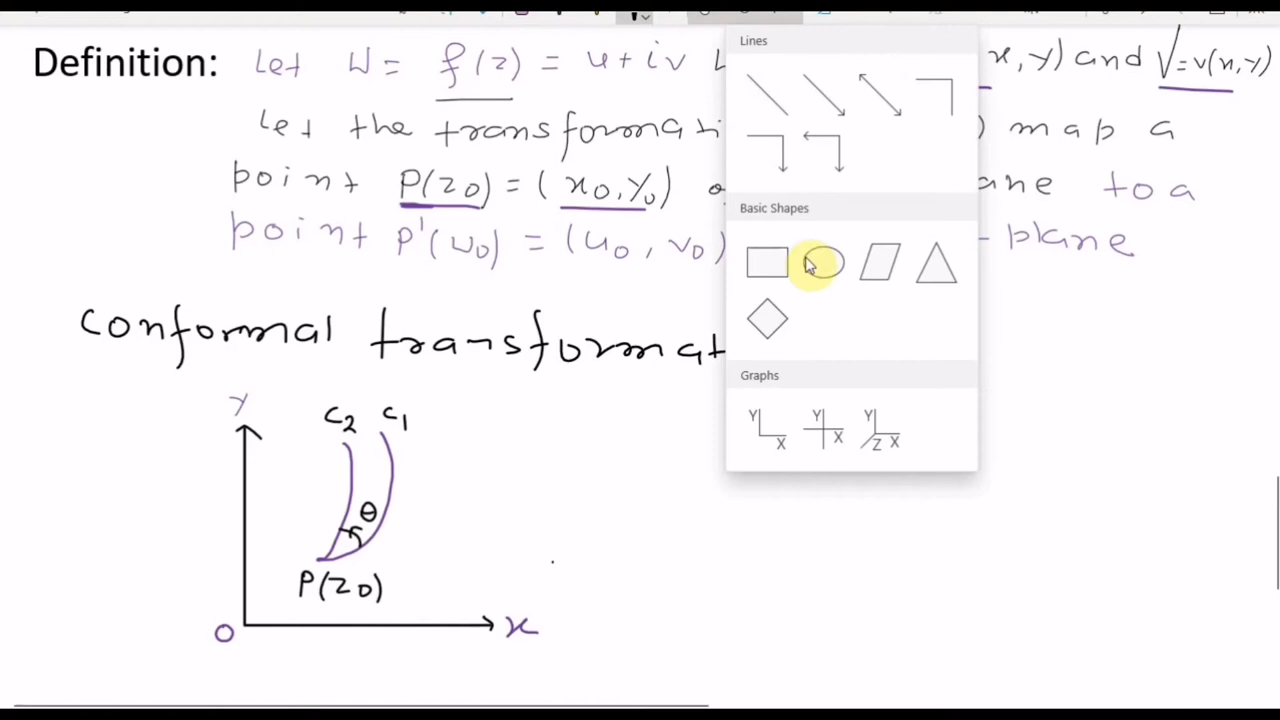 Definition: Let W = f(z) = u+iv x,y) and V=v(x,y)
Let the transformati ) map a
point P(z0) = (x0, y0) ane to a
point P'(w0) = (u0, v0) - plane
conformal transformat
Lines
Basic Shapes
Graphs
Y X Y X Y Z X
Y
C2 C1
θ
P(z0)
O x